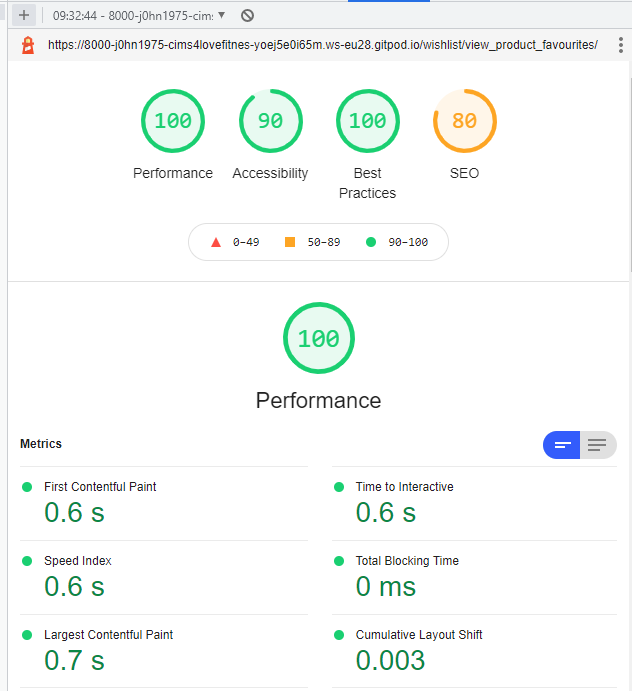 09:32:44 - 8000-j0hn1975-cims
https://8000-j0hn1975-cims4lovefitnes-yoej5e0i65m.ws-eu28.gitpod.io/wishlist/view_product_favourites/
100 90 100 80
Performance Accessibility Best Practices SEO
0–49 50–89 90–100
100
Performance
Metrics
First Contentful Paint
0.6 s
Time to Interactive
0.6 s
Speed Index
0.6 s
Total Blocking Time
0 ms
Largest Contentful Paint
0.7 s
Cumulative Layout Shift
0.003